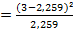 = (3-2,259)² / 2,259